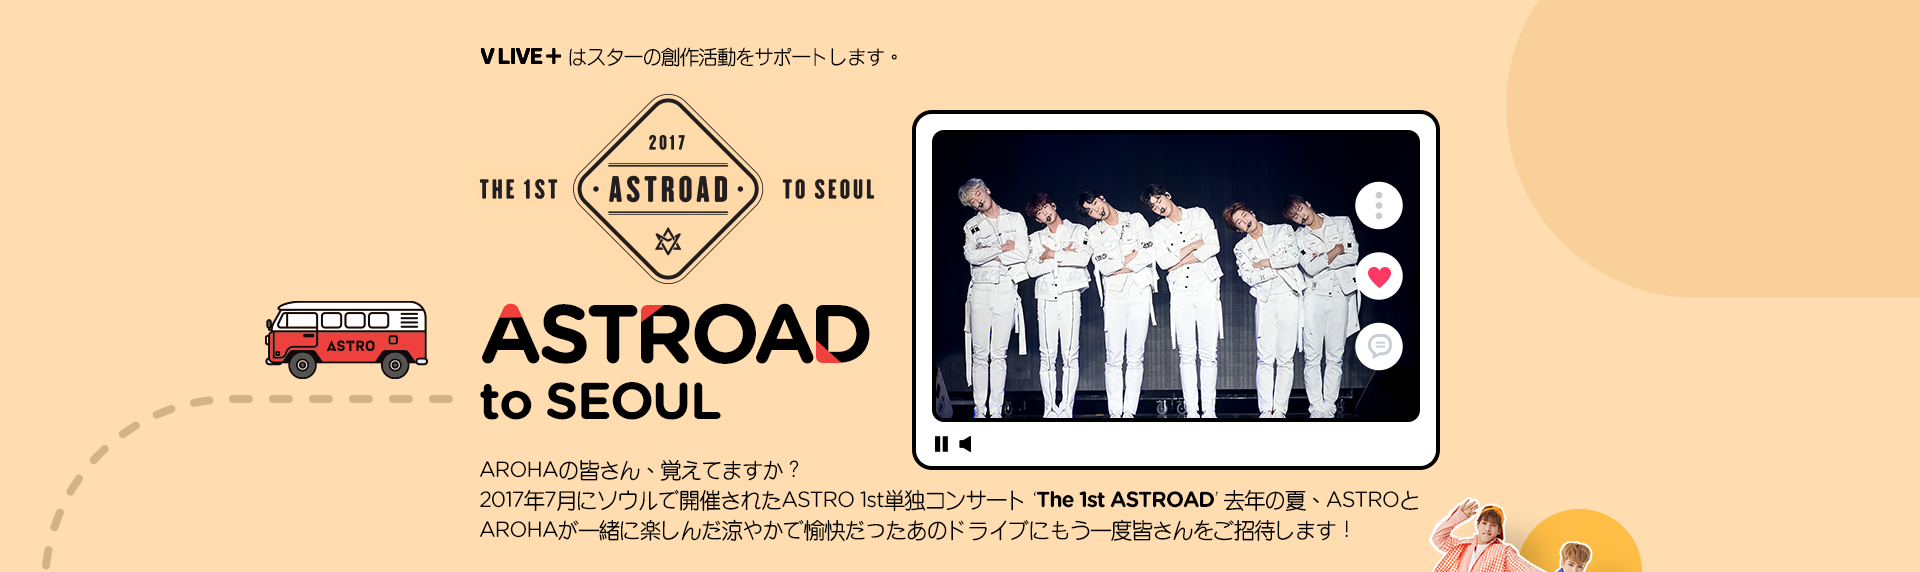 V LIVE+ はスターの創作活動をサポートします。
2017
THE 1ST ASTROAD TO SEOUL
ASTROAD
to SEOUL
ASTRO
AROHAの皆さん、覚えてますか？
2017年7月にソウルで開催されたASTRO 1st単独コンサート ‘The 1st ASTROAD’ 去年の夏、ASTROと
AROHAが一緒に楽しんだ涼やかで愉快だったあのドライブにもう一度皆さんをご招待します！